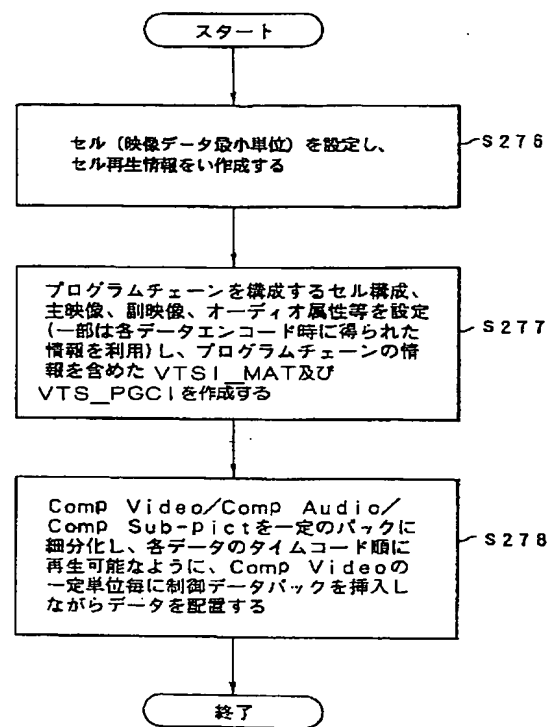 スタート
セル（映像データ最小単位）を設定し、
セル再生情報をい作成する
S276
プログラムチェーンを構成するセル構成、
主映像、副映像、オーディオ属性等を設定
(一部は各データエンコード時に得られた
情報を利用)し、プログラムチェーンの情
報を含めたVTSI_MAT及び
VTS_PGCIを作成する
S277
Comp Video/Comp Audio/
Comp Sub-pictを一定のパックに
細分化し、各データのタイムコード順に
再生可能なように、Comp Videoの
一定単位毎に制御データパックを挿入し
ながらデータを配置する
S278
終了